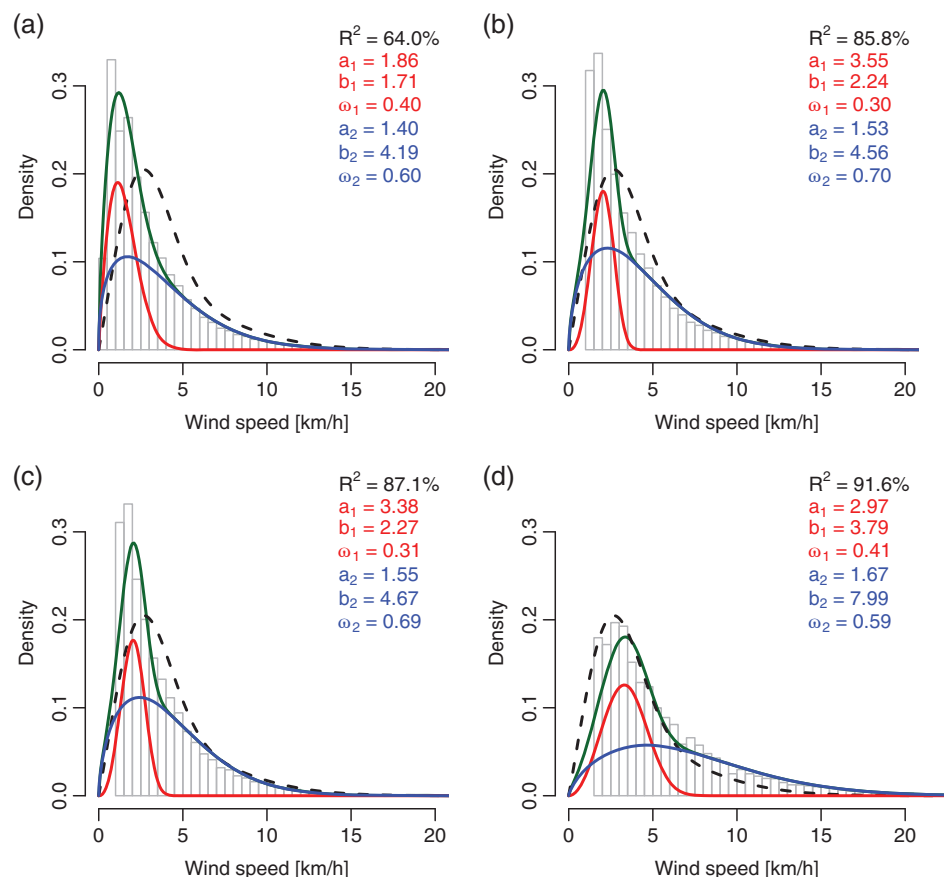 (a)
R² = 64.0%
a₁ = 1.86
b₁ = 1.71
ω₁ = 0.40
a₂ = 1.40
b₂ = 4.19
ω₂ = 0.60
Density
0.3
0.2
0.1
0.0
0 5 10 15 20
Wind speed [km/h]
(b)
R² = 85.8%
a₁ = 3.55
b₁ = 2.24
ω₁ = 0.30
a₂ = 1.53
b₂ = 4.56
ω₂ = 0.70
Density
0.3
0.2
0.1
0.0
0 5 10 15 20
Wind speed [km/h]
(c)
R² = 87.1%
a₁ = 3.38
b₁ = 2.27
ω₁ = 0.31
a₂ = 1.55
b₂ = 4.67
ω₂ = 0.69
Density
0.3
0.2
0.1
0.0
0 5 10 15 20
Wind speed [km/h]
(d)
R² = 91.6%
a₁ = 2.97
b₁ = 3.79
ω₁ = 0.41
a₂ = 1.67
b₂ = 7.99
ω₂ = 0.59
Density
0.3
0.2
0.1
0.0
0 5 10 15 20
Wind speed [km/h]